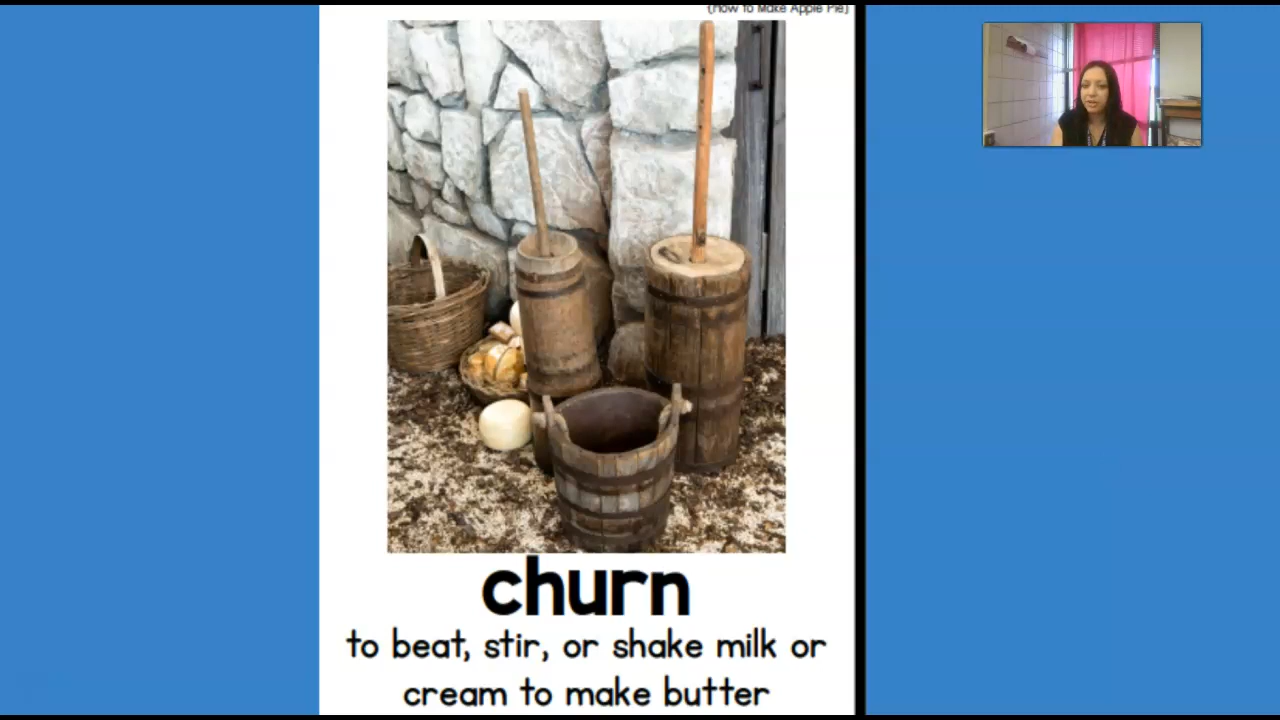 (How to Make Apple Pie)
churn
to beat, stir, or shake milk or
cream to make butter